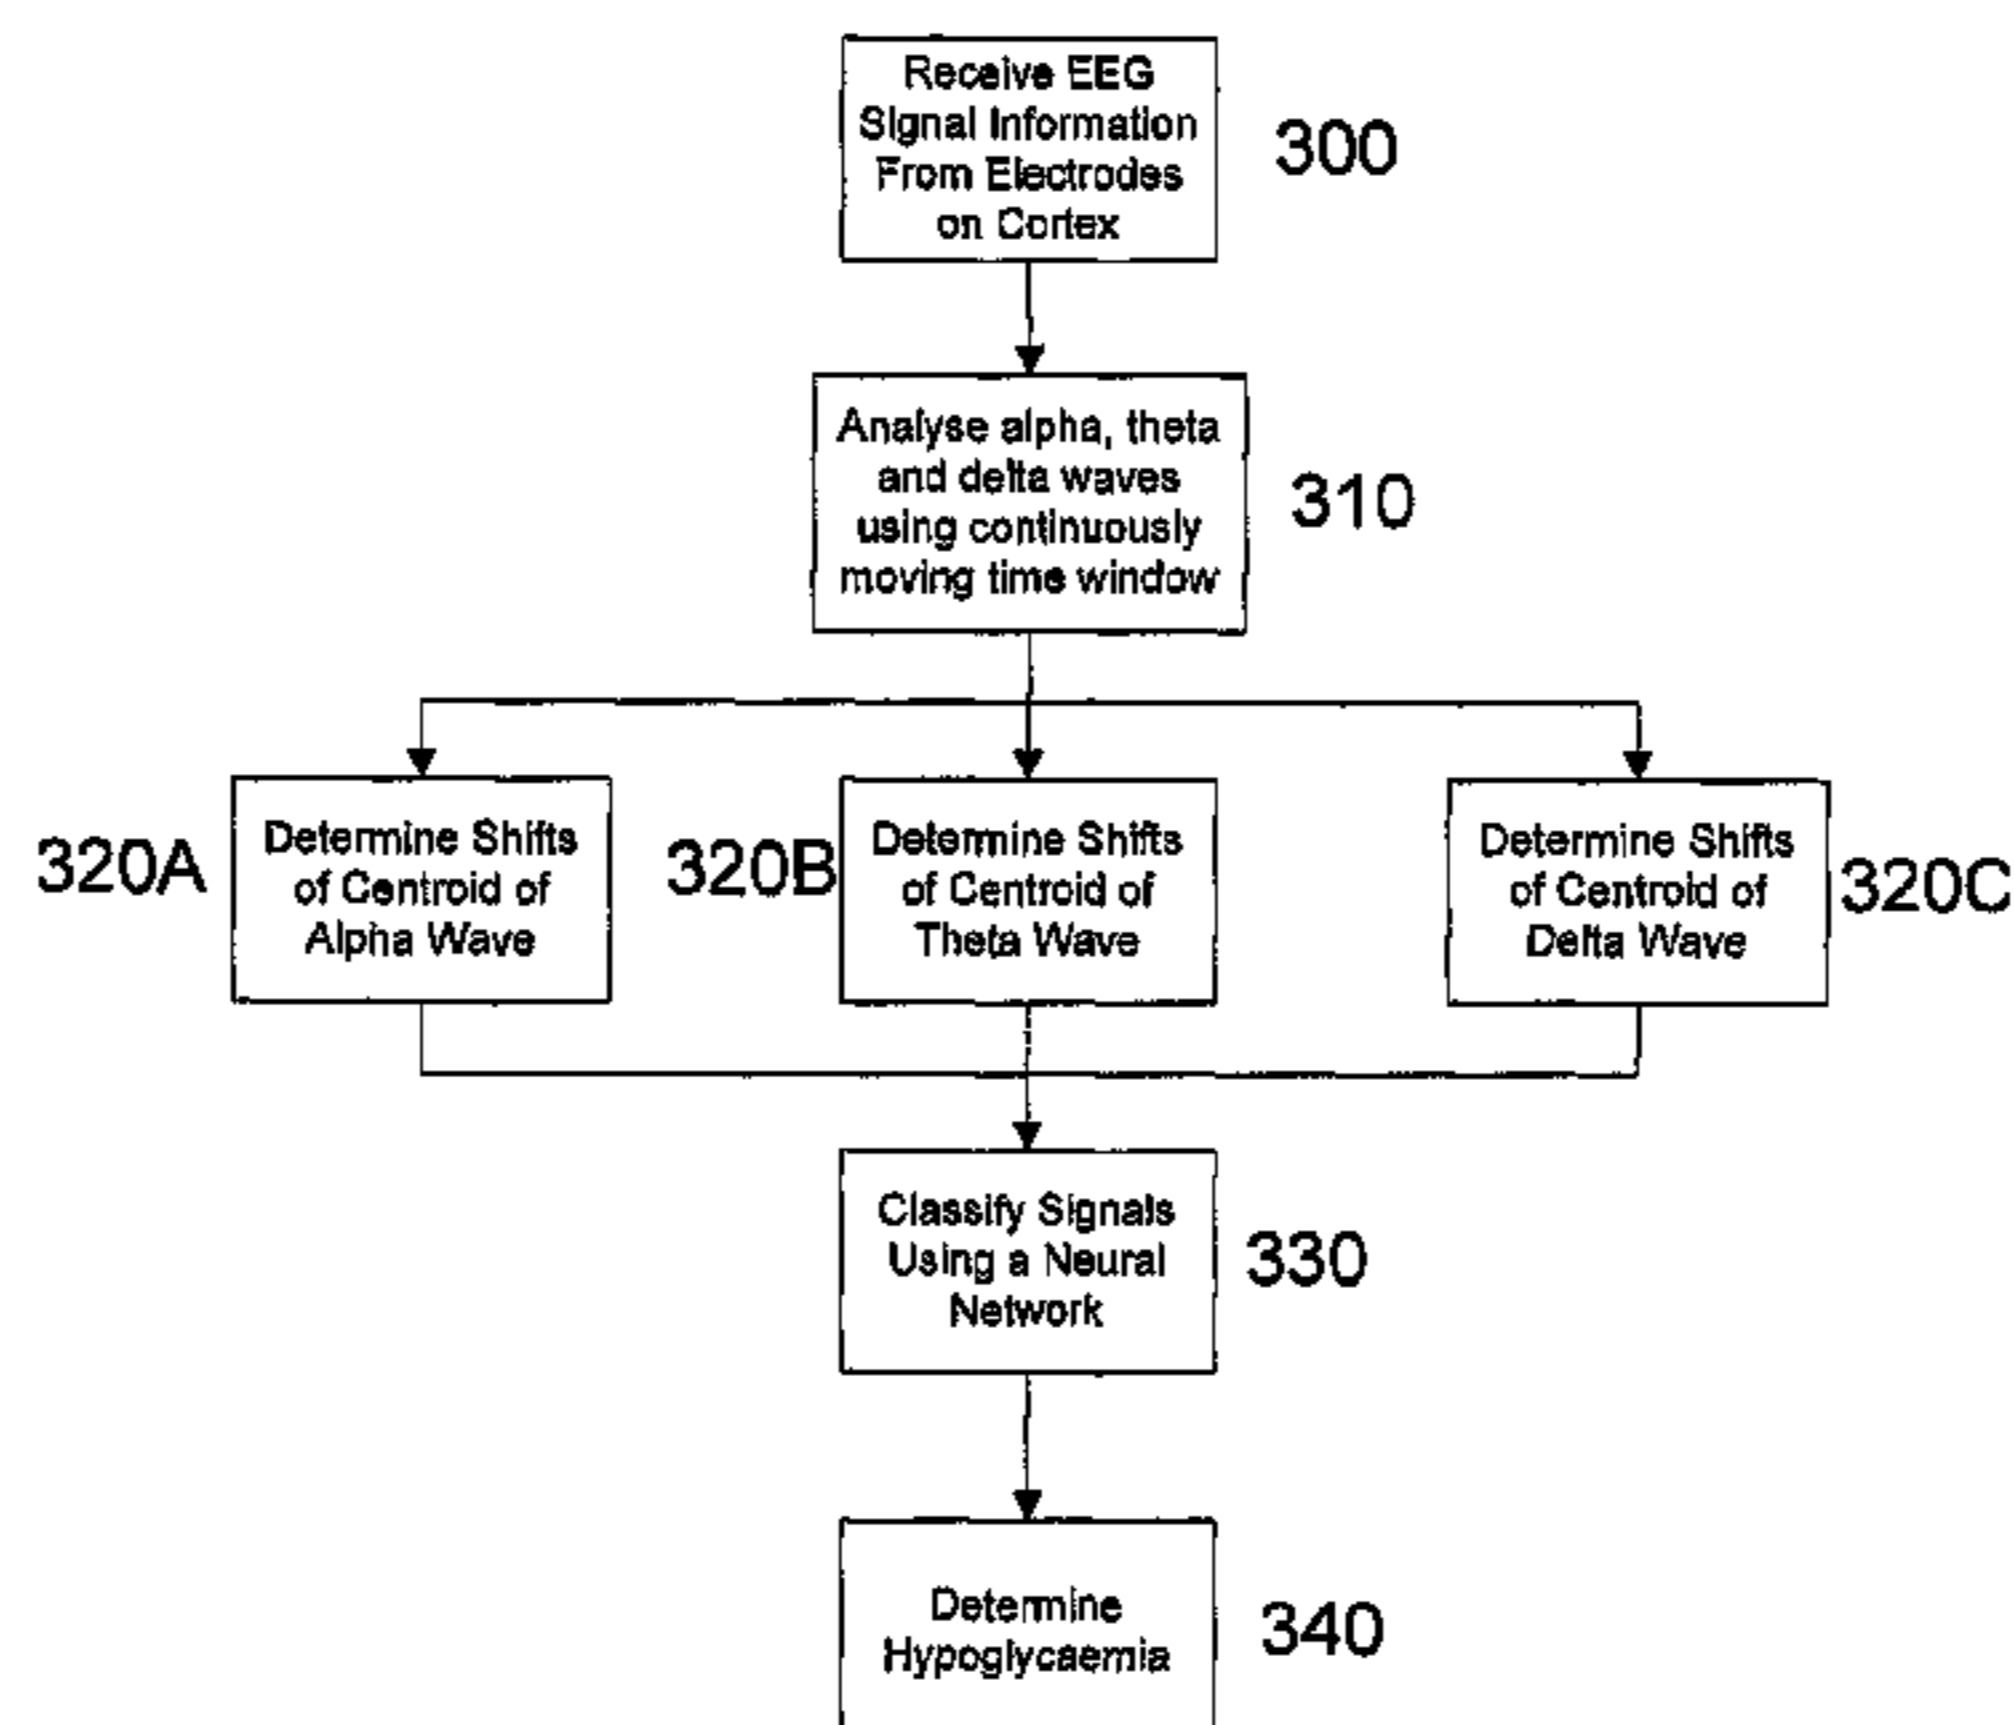 Receive EEG
Signal Information
From Electrodes
on Cortex
300
Analyse alpha, theta
and delta waves
using continuously
moving time window
310
320A
Determine Shifts
of Centroid of
Alpha Wave
320B
Determine Shifts
of Centroid of
Theta Wave
Determine Shifts
of Centroid of
Delta Wave
320C
Classify Signals
Using a Neural
Network
330
Determine
Hypoglycaemia
340